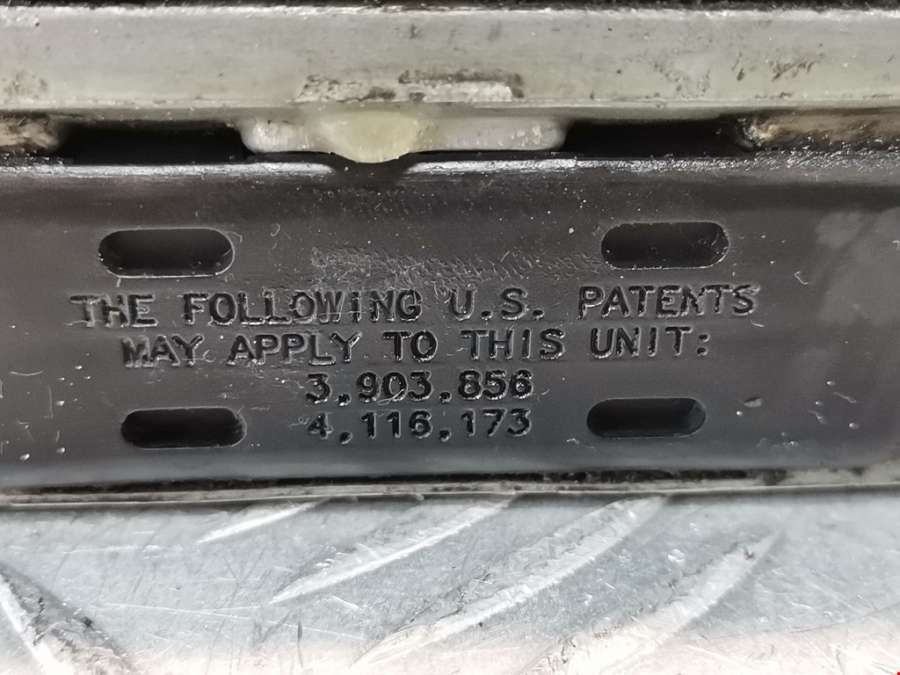 THE FOLLOWING U.S. PATENTS
MAY APPLY TO THIS UNIT:
3,903,856
4,116,173